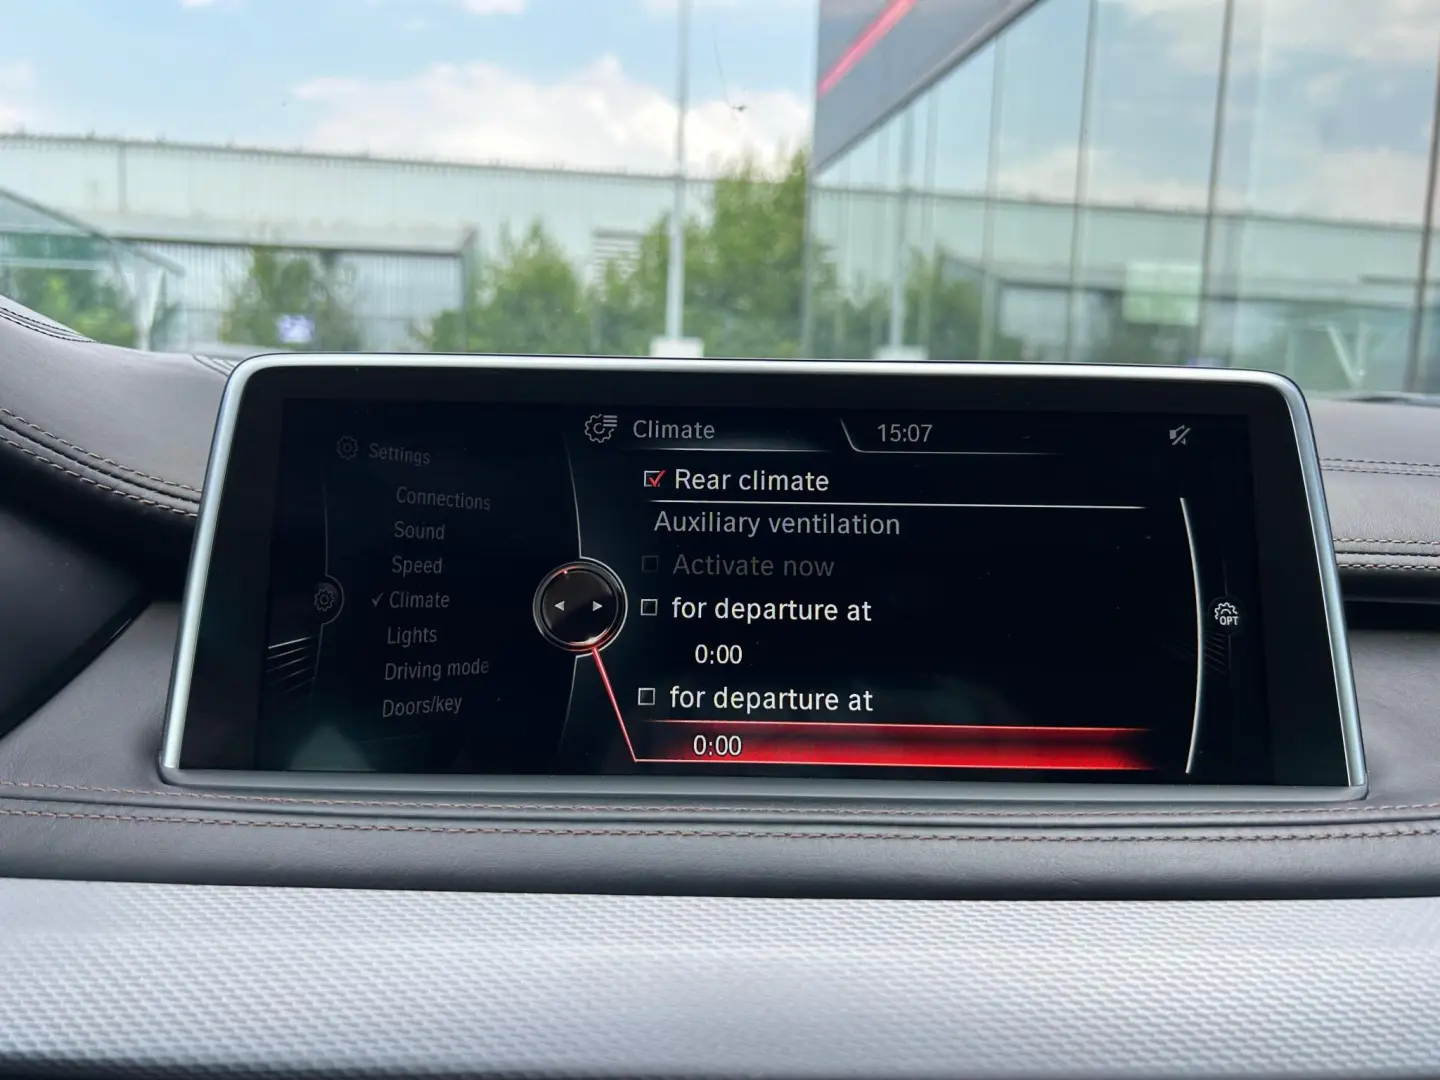 Settings
Connections
Sound
Speed
Climate
Lights
Driving mode
Doors/key
Climate
15:07
Rear climate
Auxiliary ventilation
Activate now
for departure at
0:00
for departure at
0:00
OPT